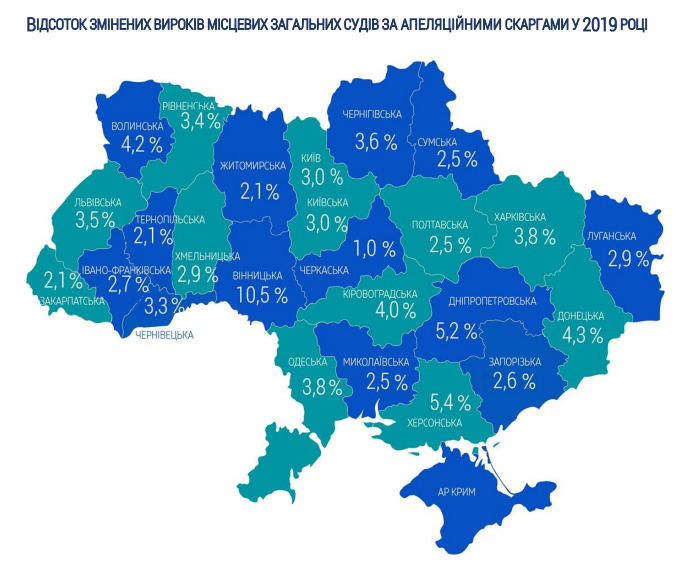 ВІДСОТОК ЗМІНЕНИХ ВИРОКІВ МІСЦЕВИХ ЗАГАЛЬНИХ СУДІВ ЗА АПЕЛЯЦІЙНИМИ СКАРГАМИ У 2019 РОЦІ
РІВНЕНСЬКА
3,4 %
ВОЛИНСЬКА
4,2 %
ЖИТОМИРСЬКА
2,1 %
КИЇВ
3,0 %
КИЇВСЬКА
3,0 %
ЧЕРНІГІВСЬКА
3,6 %
СУМСЬКА
2,5 %
ЛЬВІВСЬКА
3,5 %
ТЕРНОПІЛЬСЬКА
2,1 %
ХМЕЛЬНИЦЬКА
2,9 %
ВІННИЦЬКА
10,5 %
1,0 %
ЧЕРКАСЬКА
ПОЛТАВСЬКА
2,5 %
ХАРКІВСЬКА
3,8 %
ЛУГАНСЬКА
2,9 %
2,1 %
ЗАКАРПАТСЬКА
ІВАНО-ФРАНКІВСЬКА
2,7 %
3,3 %
ЧЕРНІВЕЦЬКА
КІРОВОГРАДСЬКА
4,0 %
ДНІПРОПЕТРОВСЬКА
5,2 %
ДОНЕЦЬКА
4,3 %
ОДЕСЬКА
3,8 %
МИКОЛАЇВСЬКА
2,5 %
ЗАПОРІЗЬКА
2,6 %
5,4 %
ХЕРСОНСЬКА
АР КРИМ